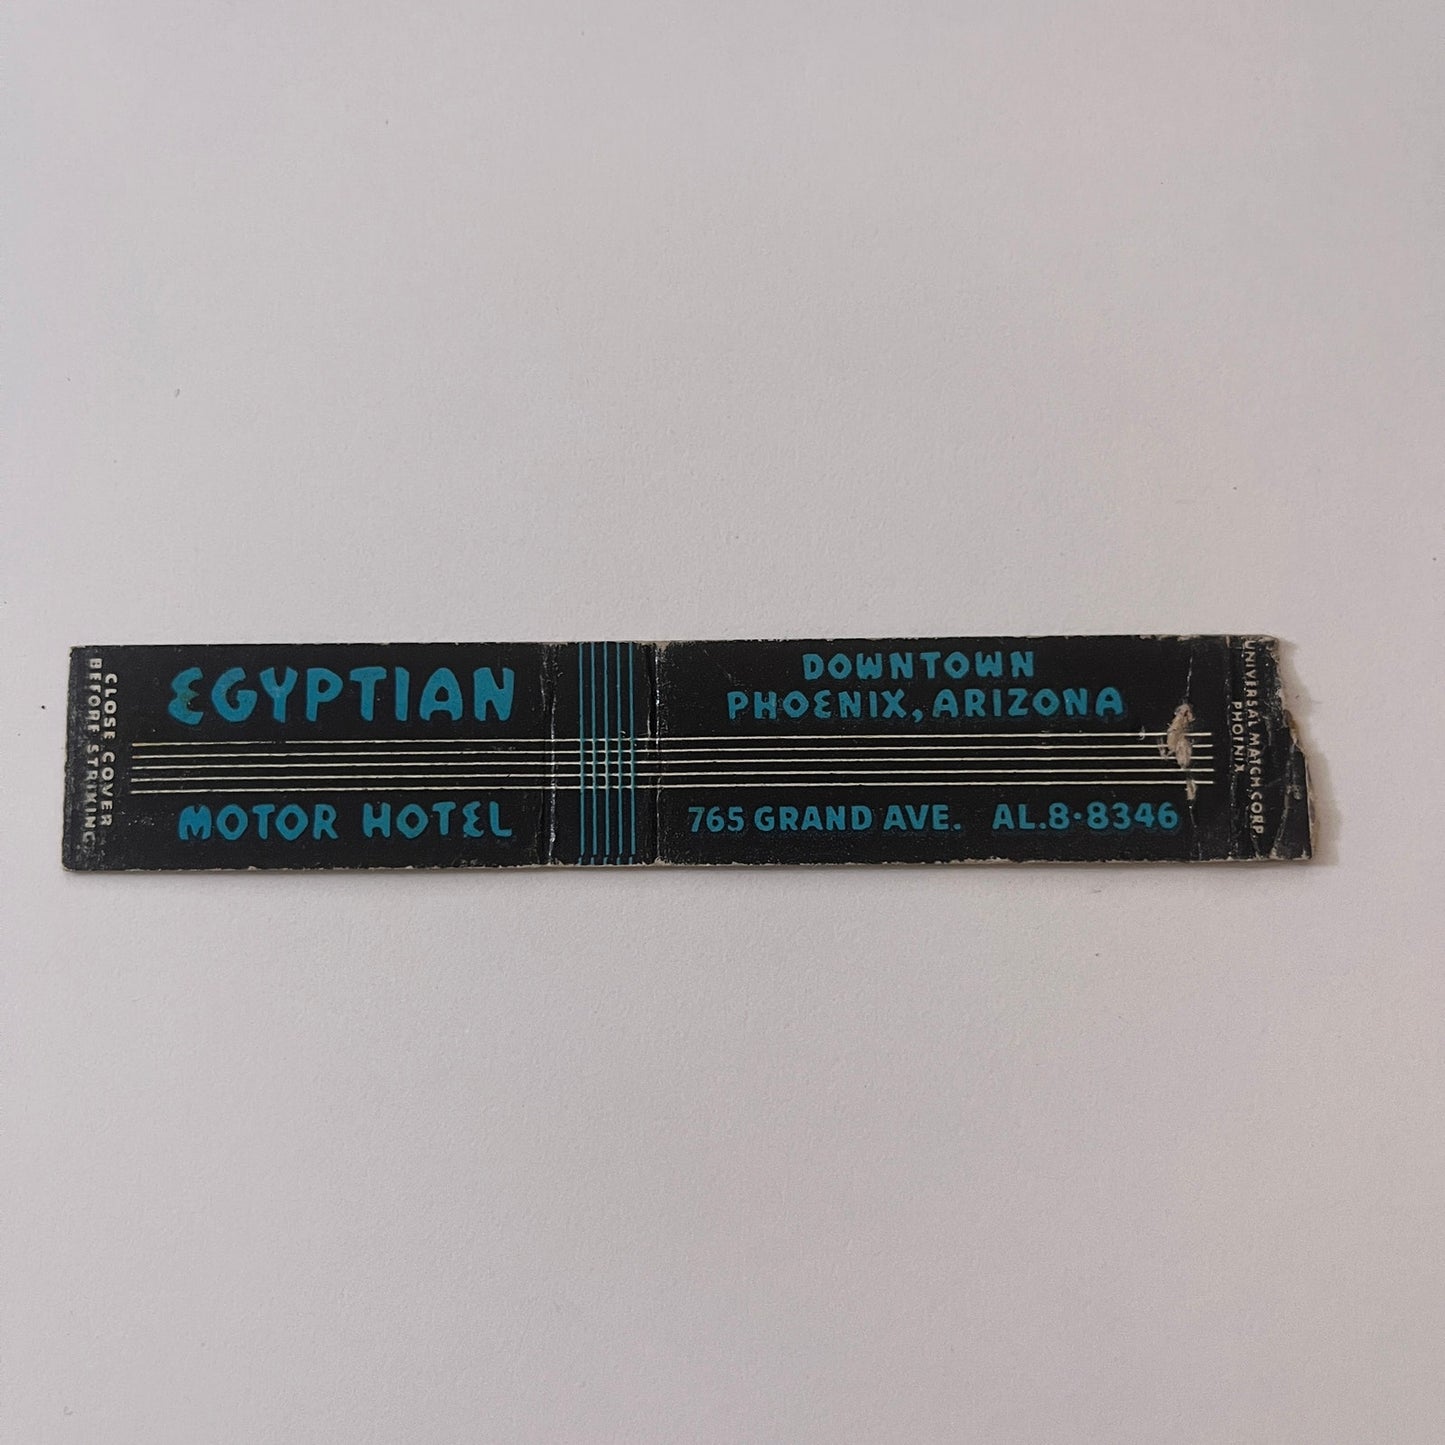 CLOSE COVER
BEFORE STRIKING
EGYPTIAN
MOTOR HOTEL
DOWNTOWN
PHOENIX, ARIZONA
765 GRAND AVE. AL.8-8346
UNIVERSAL MATCH CORP
PHOENIX